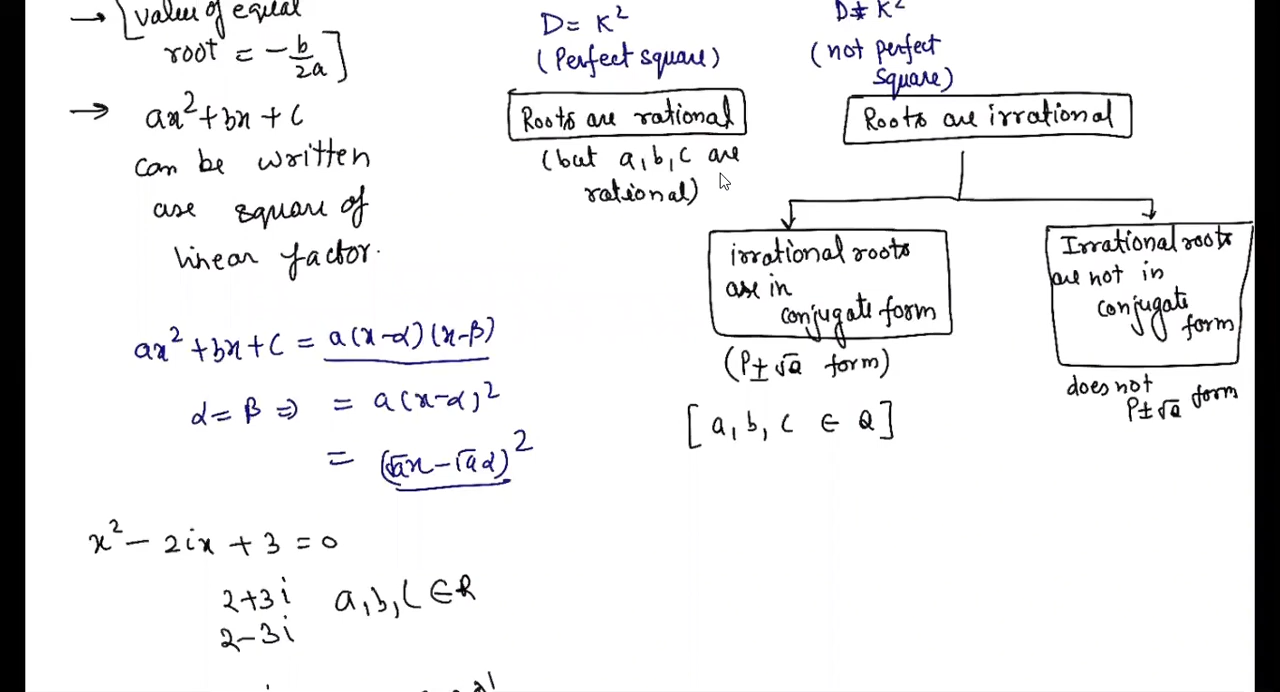 → [value of equal
root = -b/2a]
→ ax²+bx+c
can be written
as square of
linear factor.
ax²+bx+c = a(x-α)(x-β)
α=β ⇒ = a(x-α)²
= (√ax-√aα)²
x²- 2ix + 3 = 0
2+3i a,b,c∈R
2-3i
D= K²
(Perfect square)
Roots are rational
(but a,b,c are
rational)
D≠ K²
(not perfect
square)
Roots are irrational
irrational roots
are in
conjugate form
(P±√Q form)
[a, b, c ∈ Q]
Irrational roots
are not in
conjugate
form
does not
P±√Q form